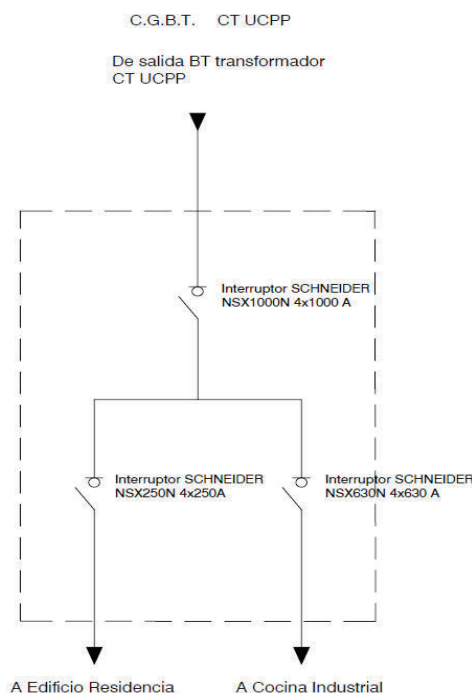 C.G.B.T. CT UCPP
De salida BT transformador
CT UCPP
Interruptor SCHNEIDER
NSX1000N 4x1000 A
Interruptor SCHNEIDER
NSX250N 4x250A
Interruptor SCHNEIDER
NSX630N 4x630 A
A Edificio Residencia
A Cocina Industrial